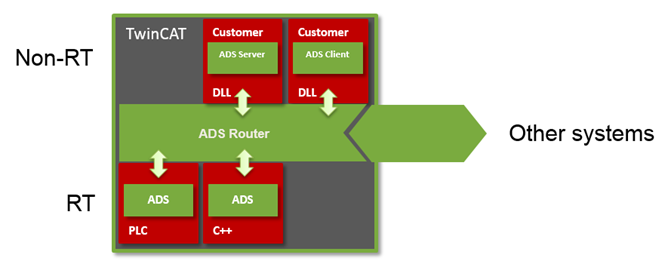 TwinCAT
Customer
Customer
Non-RT
ADS Server
ADS Client
DLL
DLL
ADS Router
Other systems
RT
ADS
ADS
PLC
C++